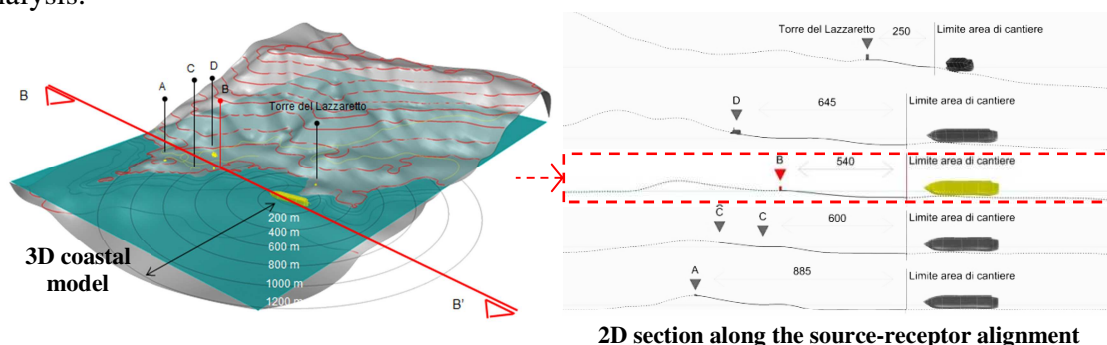 alysis.
A
C
D
B
B
Torre del Lazzaretto
200 m
400 m
600 m
800 m
1000 m
1200 m
3D coastal
model
B'
Torre del Lazzaretto
250
Limite area di cantiere
D
645
Limite area di cantiere
B
540
Limite area di cantiere
C
C
600
Limite area di cantiere
A
885
Limite area di cantiere
2D section along the source-receptor alignment